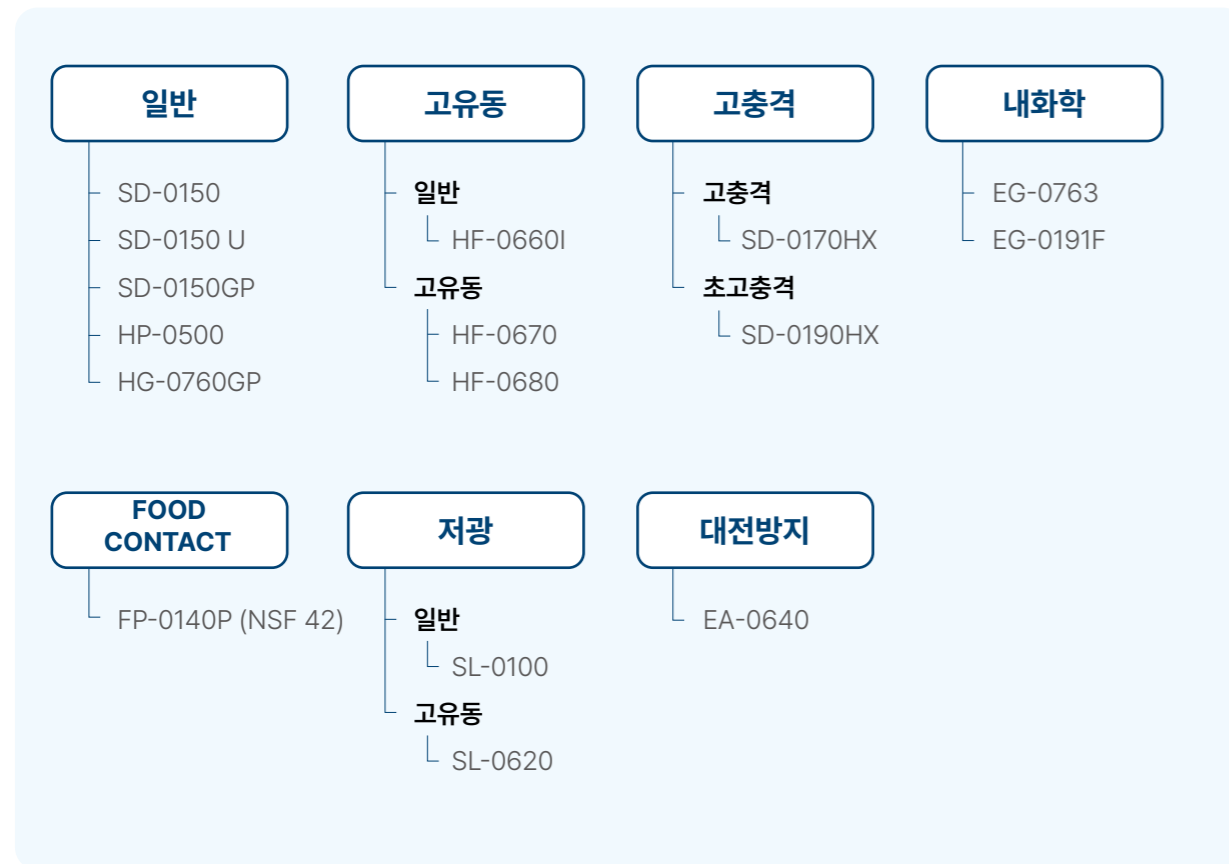 일반
SD-0150
SD-0150 U
SD-0150GP
HP-0500
HG-0760GP
고유동
일반
HF-0660I
고유동
HF-0670
HF-0680
고충격
고충격
SD-0170HX
초고충격
SD-0190HX
내화학
EG-0763
EG-0191F
FOOD
CONTACT
FP-0140P (NSF 42)
저광
일반
SL-0100
고유동
SL-0620
대전방지
EA-0640